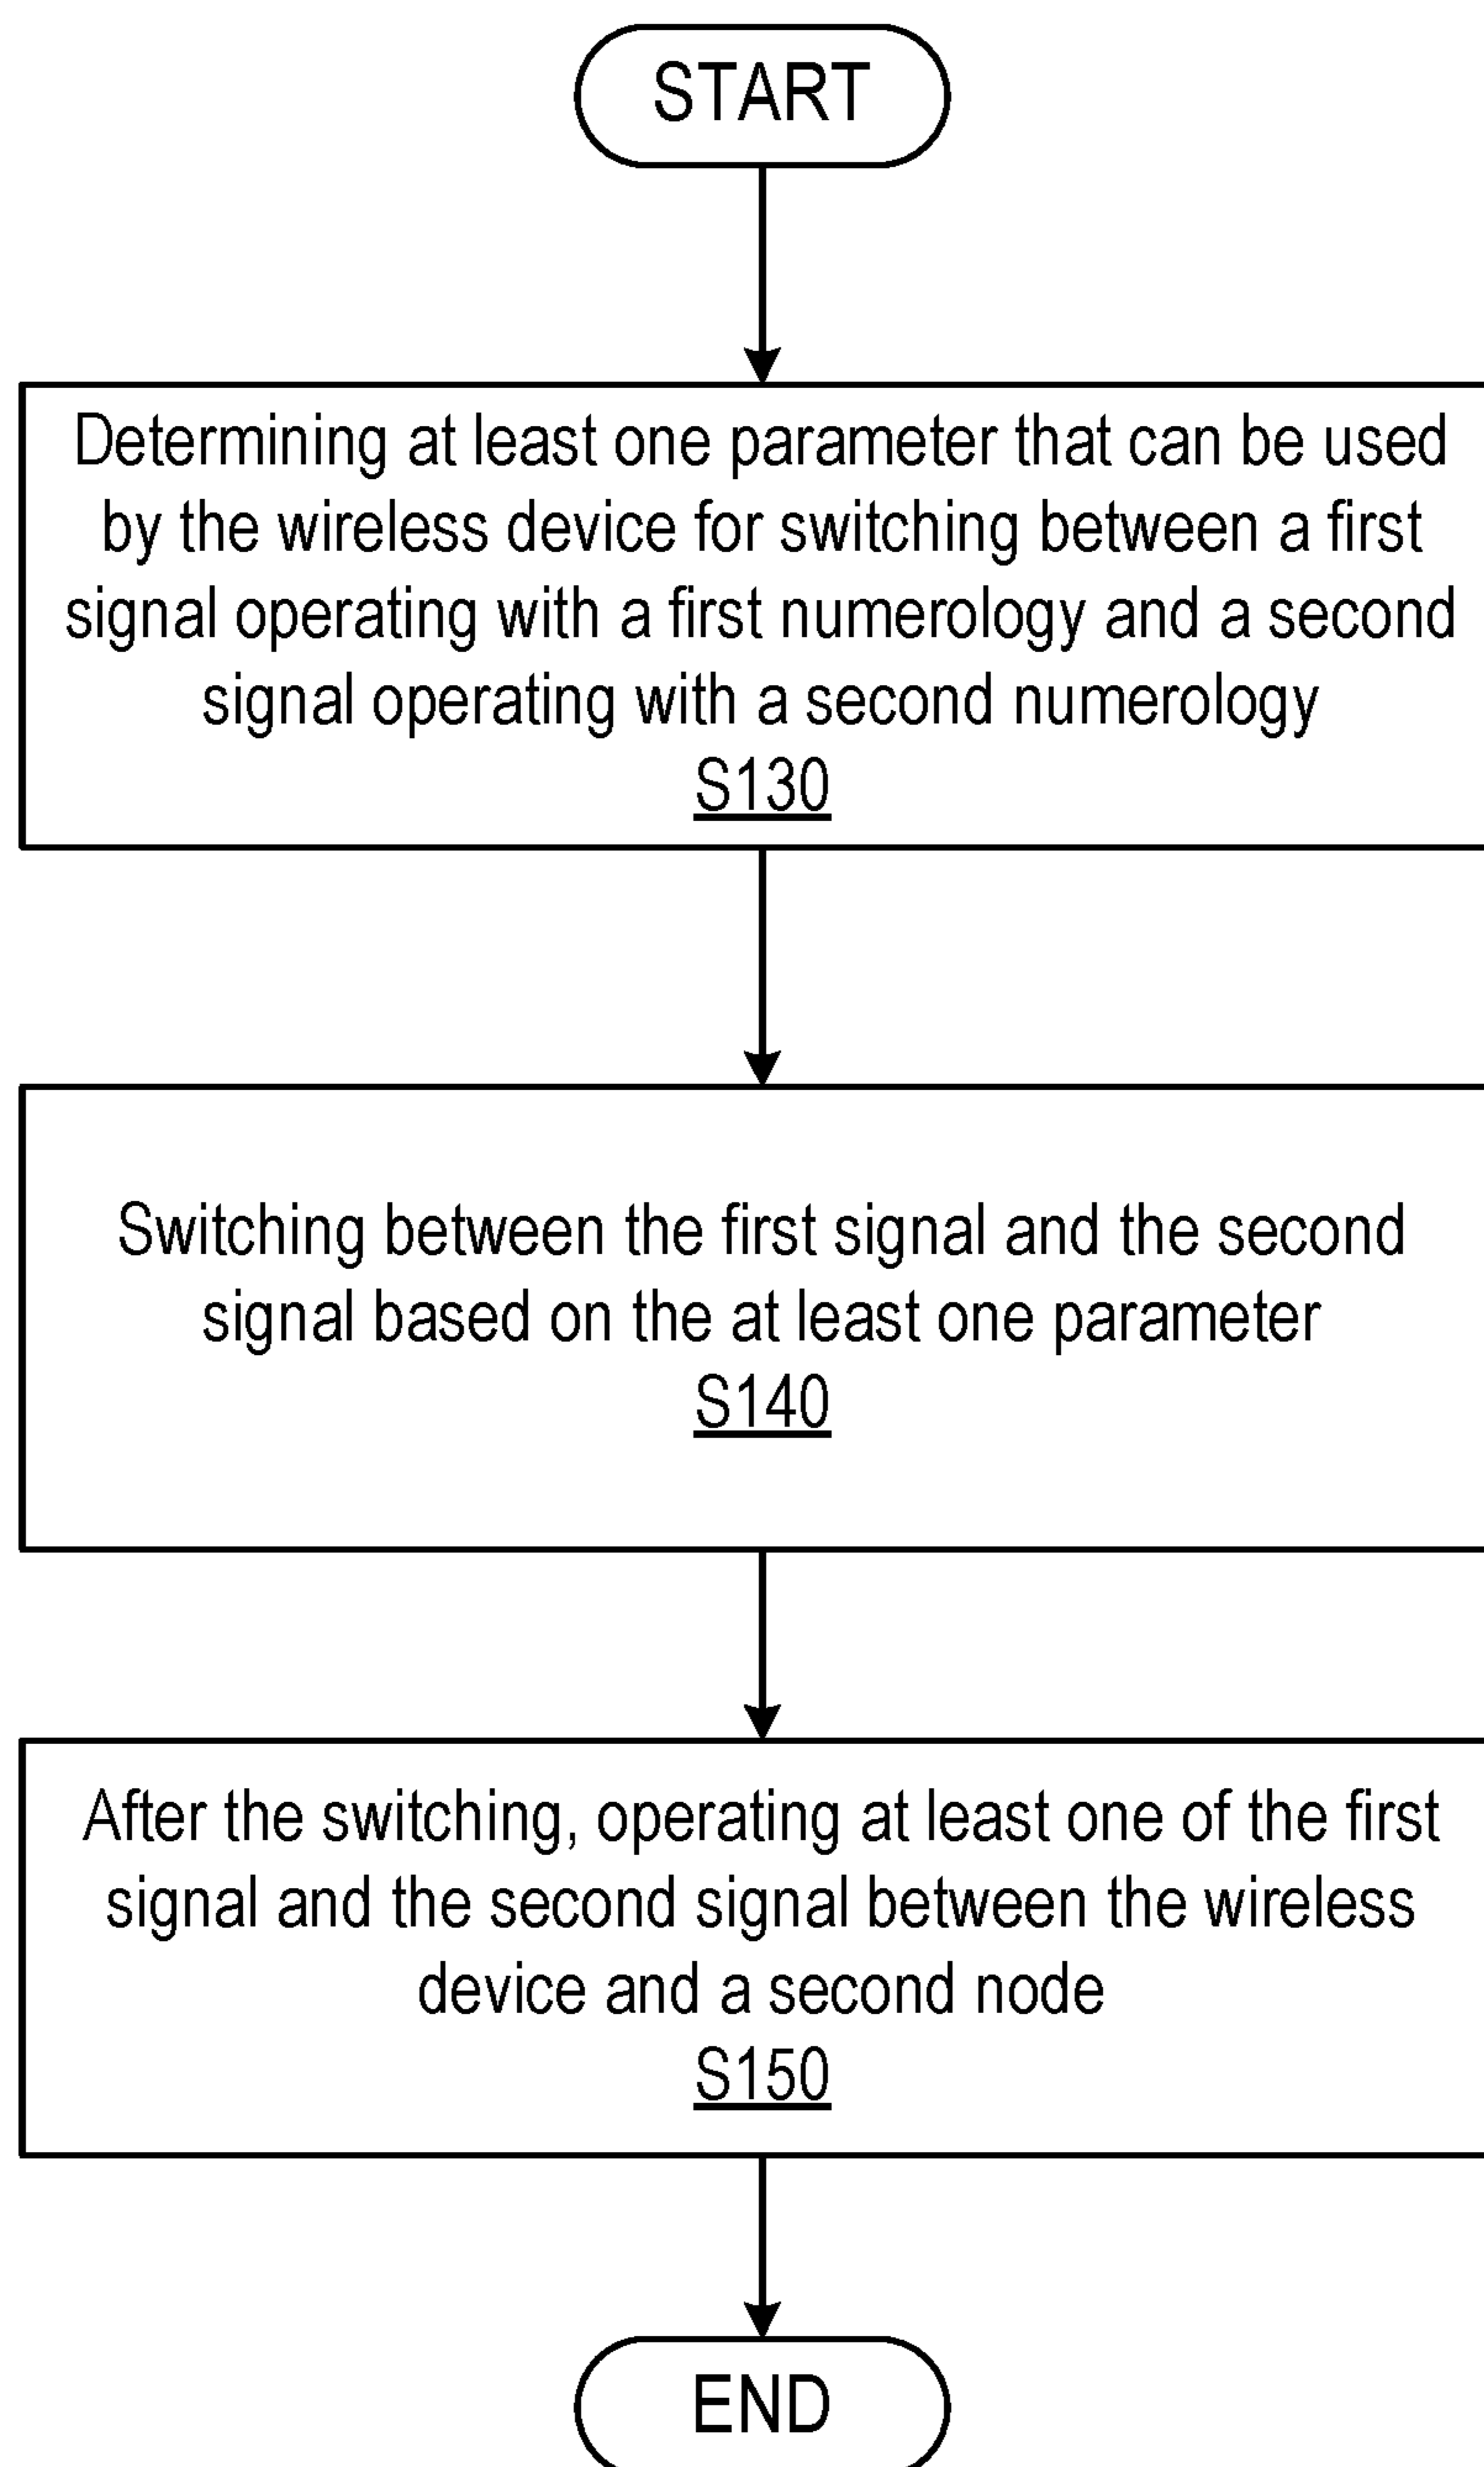 START
Determining at least one parameter that can be used
by the wireless device for switching between a first
signal operating with a first numerology and a second
signal operating with a second numerology
S130
Switching between the first signal and the second
signal based on the at least one parameter
S140
After the switching, operating at least one of the first
signal and the second signal between the wireless
device and a second node
S150
END